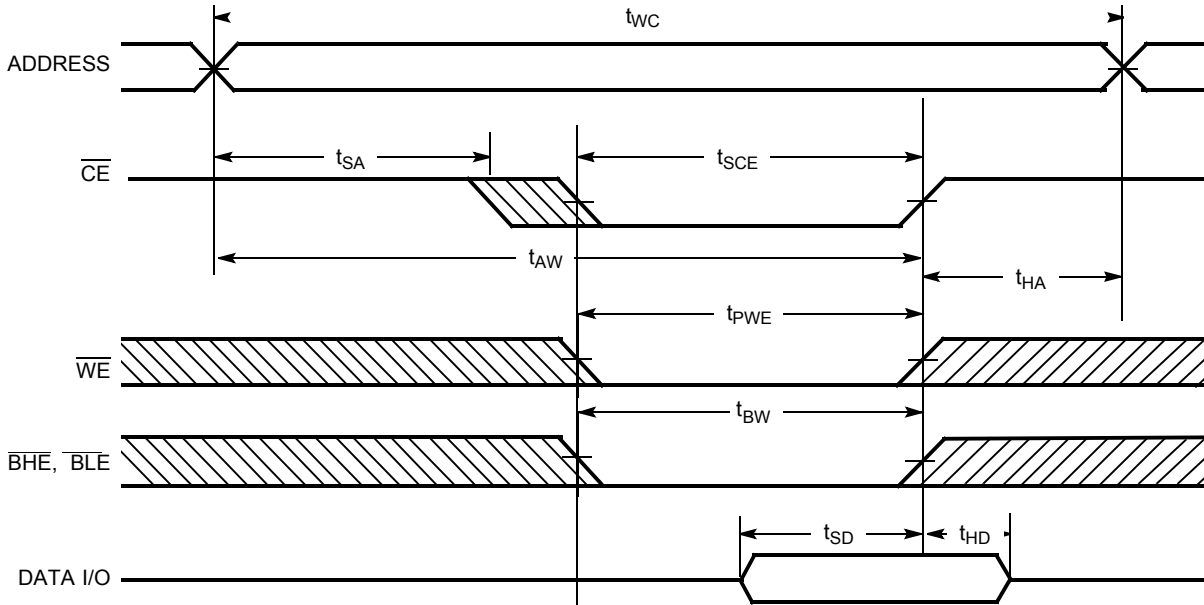 tWC
ADDRESS
tSA
tSCE
CE
tAW
tHA
tPWE
WE
tBW
BHE, BLE
tSD
tHD
DATA I/O